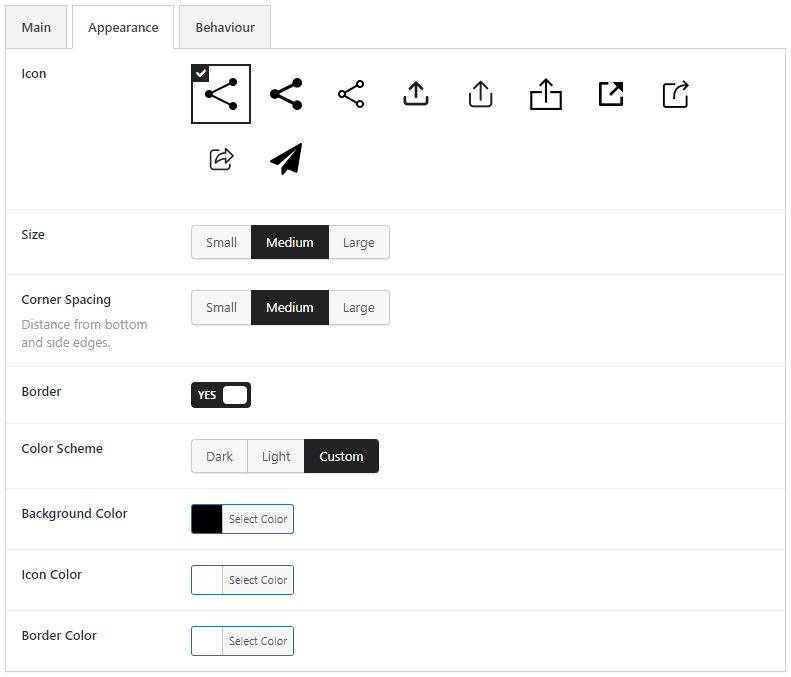 Main Appearance Behaviour
Icon
Size
Small Medium Large
Corner Spacing
Small Medium Large
Distance from bottom
and side edges.
Border
YES
Color Scheme
Dark Light Custom
Background Color
Select Color
Icon Color
Select Color
Border Color
Select Color